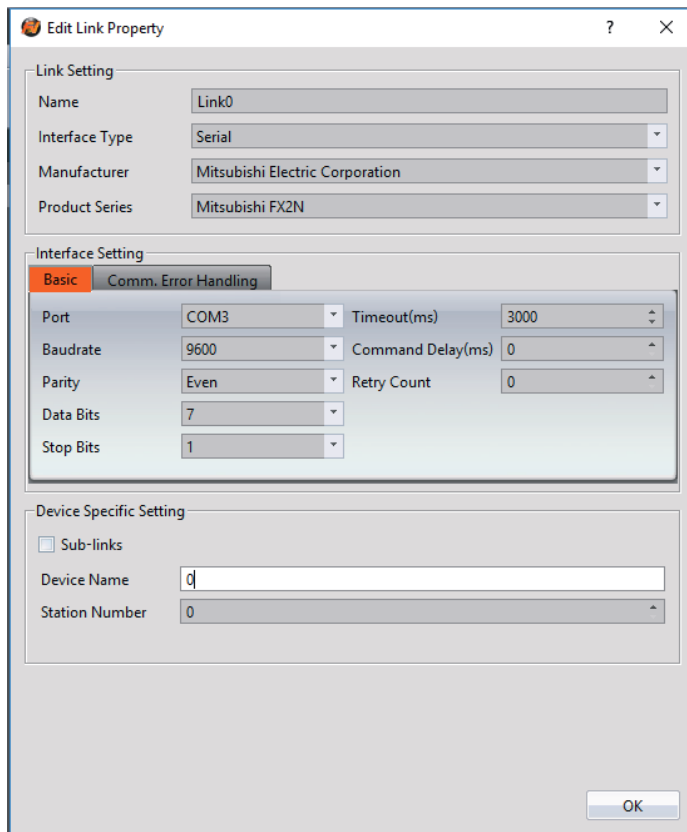 Edit Link Property
Link Setting
Name Link0
Interface Type Serial
Manufacturer Mitsubishi Electric Corporation
Product Series Mitsubishi FX2N
Interface Setting
Basic Comm. Error Handling
Port COM3 Timeout(ms) 3000
Baudrate 9600 Command Delay(ms) 0
Parity Even Retry Count 0
Data Bits 7
Stop Bits 1
Device Specific Setting
Sub-links
Device Name 0
Station Number 0
OK